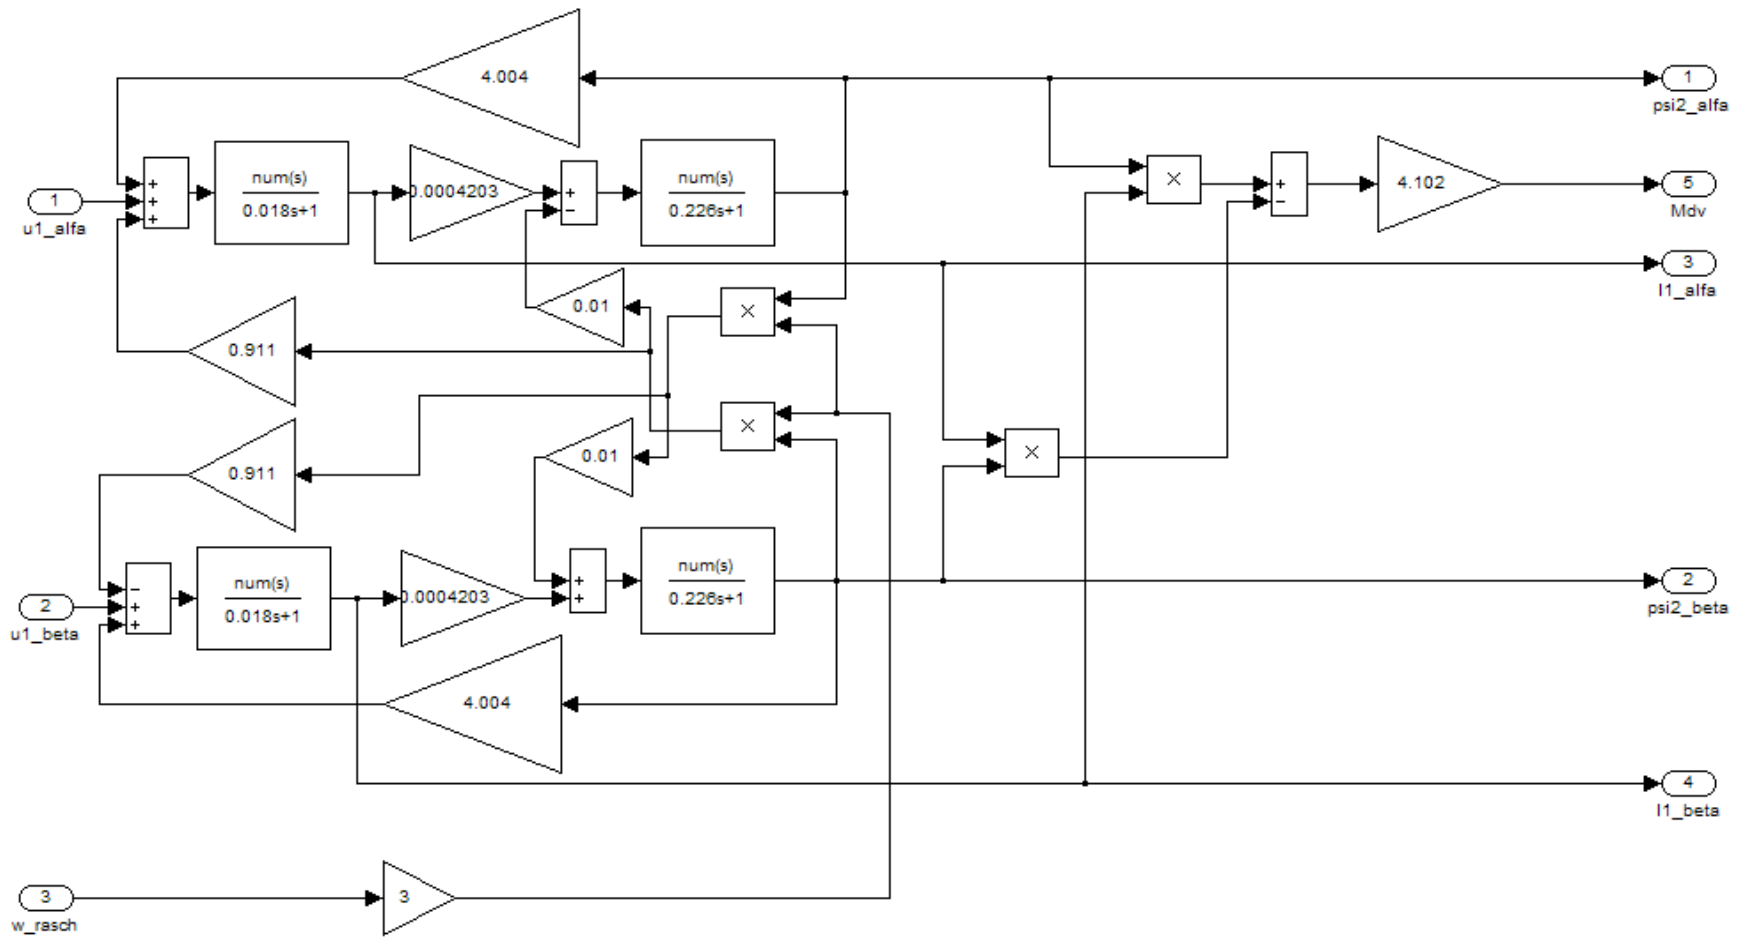 4.004
1
psi2_alfa
num(s)
0.018s+1
0.0004203
+
−
num(s)
0.226s+1
×
+
−
4.102
5
Mdv
+
+
+
1
u1_alfa
3
I1_alfa
0.01
×
0.911
×
0.911
0.01
×
num(s)
0.018s+1
0.0004203
+
+
num(s)
0.226s+1
2
psi2_beta
−
+
+
2
u1_beta
4.004
4
I1_beta
3
w_rasch
3